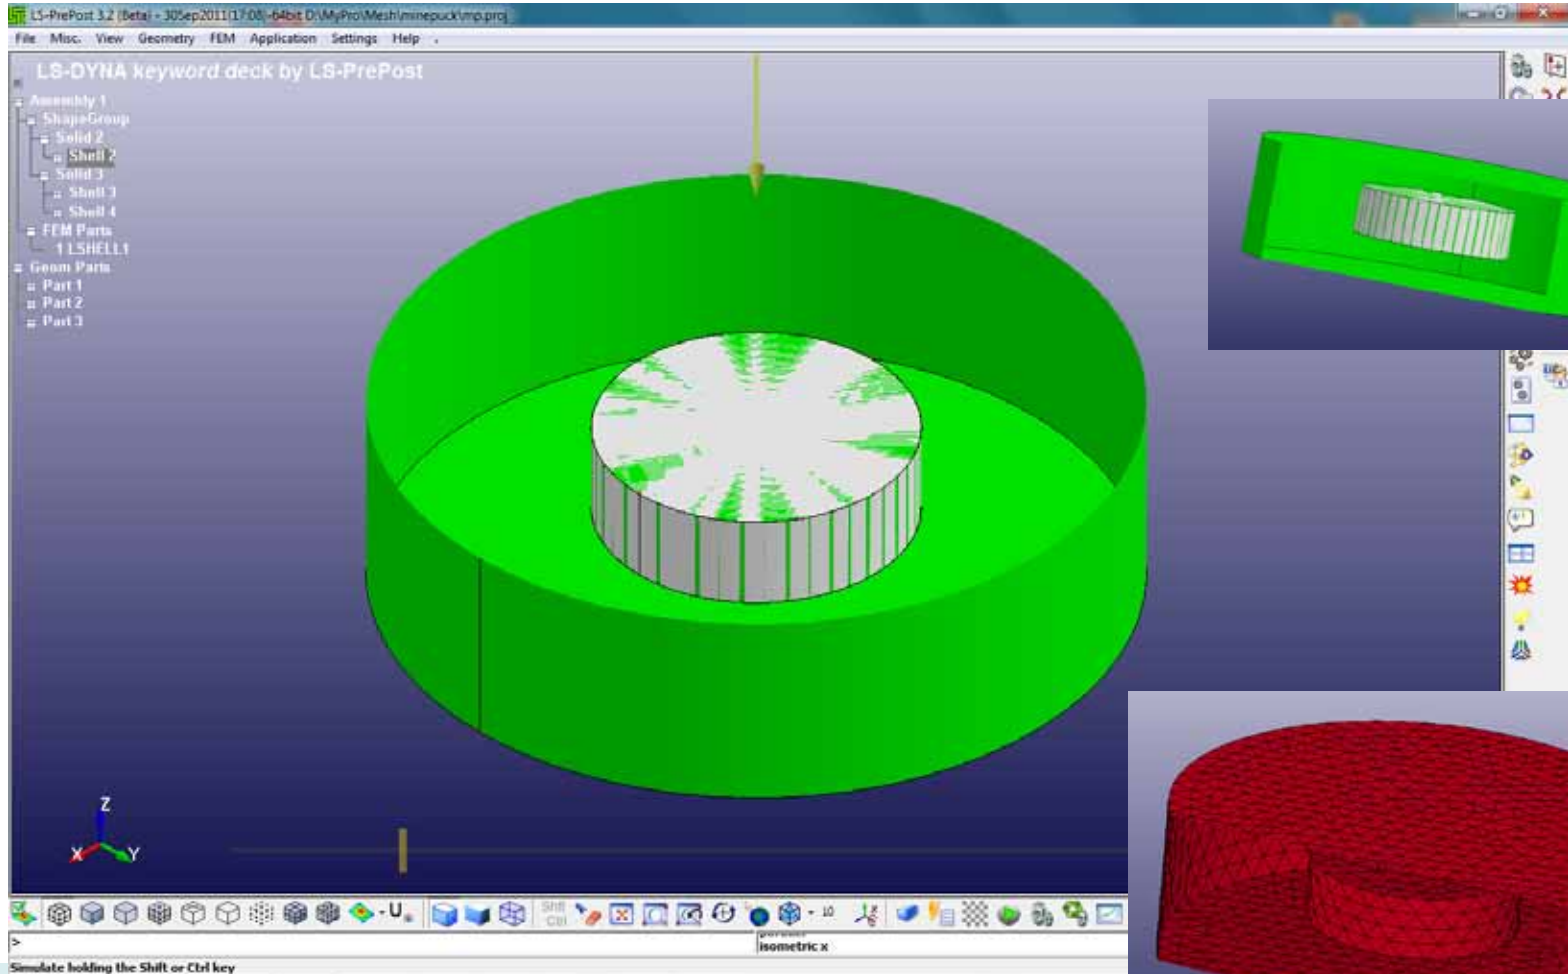 LS-PrePost 3.2 (Beta) - 30Sep2011(17:08)-64bit D:\MyPro\Mesh\minepuck\mp.proj
File Misc. View Geometry FEM Application Settings Help
LS-DYNA keyword deck by LS-PrePost
Assembly 1
ShapeGroup
Solid 2
Shell 2
Solid 3
Shell 3
Shell 4
FEM Parts
1 LSHELL1
Geom Parts
Part 1
Part 2
Part 3
Z
X
Y
Shft
Ctrl
10
>
isometric x
Simulate holding the Shift or Ctrl key